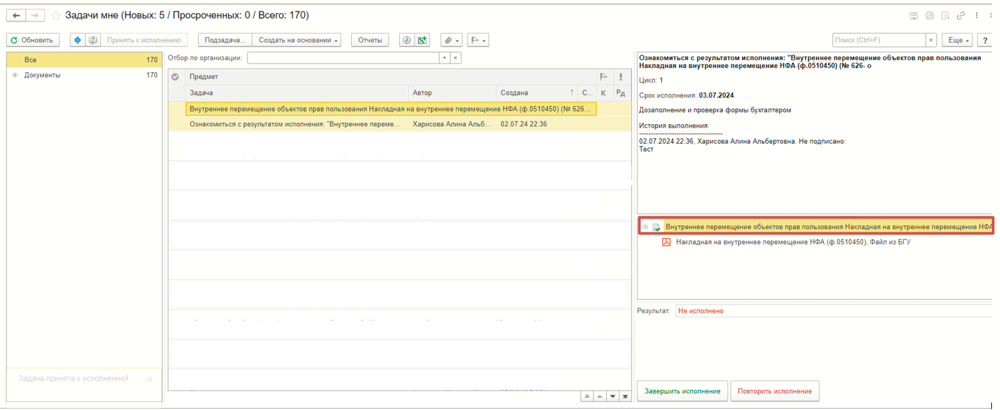 Задачи мне (Новых: 5 / Просроченных: 0 / Всего: 170)
Обновить Принять к исполнению Подзадача... Создать на основании Отчеты Поиск (Ctrl+F) × Еще ?
Все 170
Документы 170
Отбор по организации:
Предмет
Задача Автор Создана ↑ С... К Рд
Внутреннее перемещение объектов прав пользования Накладная на внутреннее перемещение НФА (ф.0510450) (№ 626...
Ознакомиться с результатом исполнения: "Внутреннее переме... Харисова Алина Альб... 02.07.24 22:36
Ознакомиться с результатом исполнения: "Внутреннее перемещение объектов прав пользования
Накладная на внутреннее перемещение НФА (ф.0510450) (№ 626- о
Цикл: 1
Срок исполнения: 03.07.2024
Дозаполнение и проверка формы бухгалтером
История выполнения:
------------------------------------
02.07.2024 22:36, Харисова Алина Альбертовна. Не подписано:
Тест
Внутреннее перемещение объектов прав пользования Накладная на внутреннее перемещение НФА
Накладная на внутреннее перемещение НФА (ф.0510450), Файл из БГУ
Результат: Не исполнено
Задача принята к исполнению!
Завершить исполнение Повторить исполнение